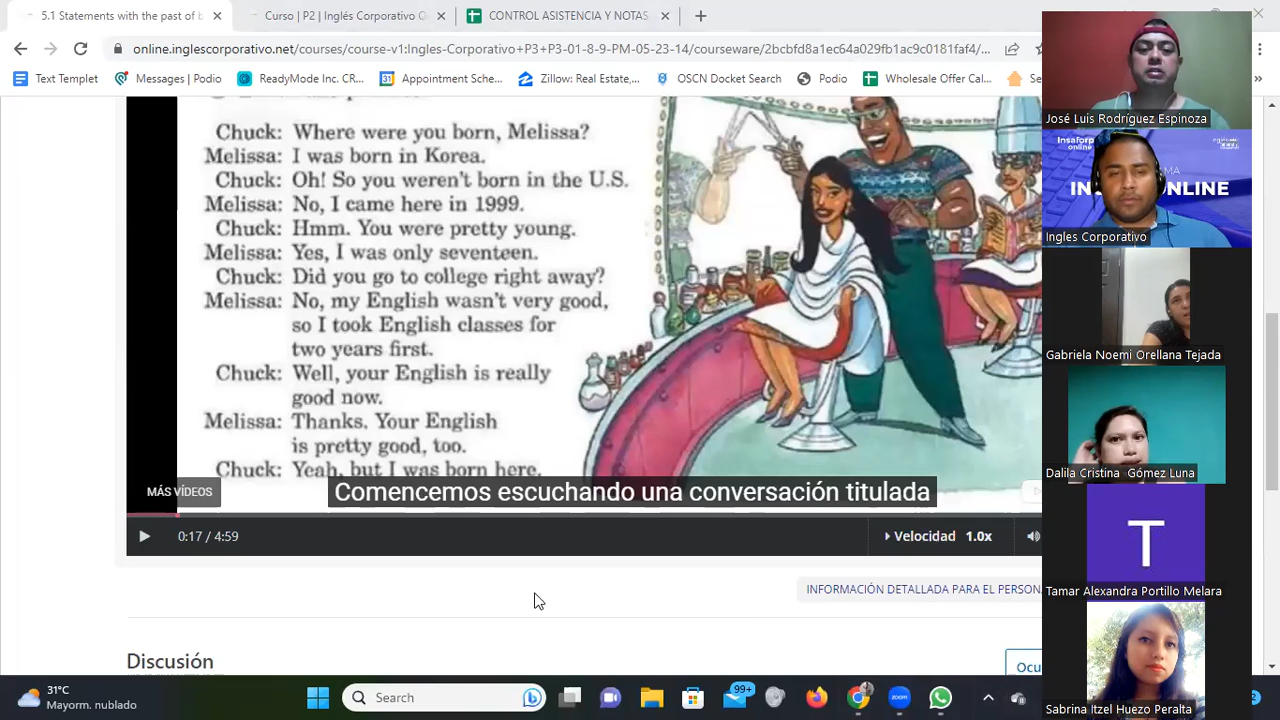 5.1 Statement with the past of b
Curso | P2 | Inglés Corporativo O
CONTROL ASISTENCIA Y NOTAS
online.inglescorporativo.net/courses/course-v1:Ingles-Corporativo+P3+P3-01-8-9-PM-05-23-14/courseware/2bcbfd8a1ec64a029fb1ac9c0181faf4/...
Text Templet
Messages | Podio
ReadyMode Inc. CR...
Appointment Sche...
Zillow: Real Estate,...
OSCN Docket Search
Podio
Wholesale Offer Cal...
Chuck: Where were you born, Melissa?
Melissa: I was born in Korea.
Chuck: Oh! So you weren't born in the U.S.
Melissa: No, I came here in 1999.
Chuck: Hmm. You were pretty young.
Melissa: Yes, I was only seventeen.
Chuck: Did you go to college right away?
Melissa: No, my English wasn't very good,
so I took English classes for
two years first.
Chuck: Well, your English is really
good now.
Melissa: Thanks. Your English
is pretty good, too.
Chuck: Yeah, but I was born here.
MÁS VÍDEOS
Comencemos escuchando una conversación titulada
0:17 / 4:59
Velocidad 1.0x
INFORMACIÓN DETALLADA PARA EL PERSON
Discusión
Ocu
31°C
Mayorm. nublado
Search
99+
zoom
José Luis Rodríguez Espinoza
Insaforp
online
IN
ONLINE
Ingles Corporativo
Gabriela Noemi Orellana Tejada
Dalila Cristina Gómez Luna
T
Tamar Alexandra Portillo Melara
Sabrina Itzel Huezo Peralta